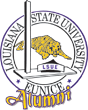 LOUISIANA STATE UNIVERSITY
LSUE
EUNICE
Alumni